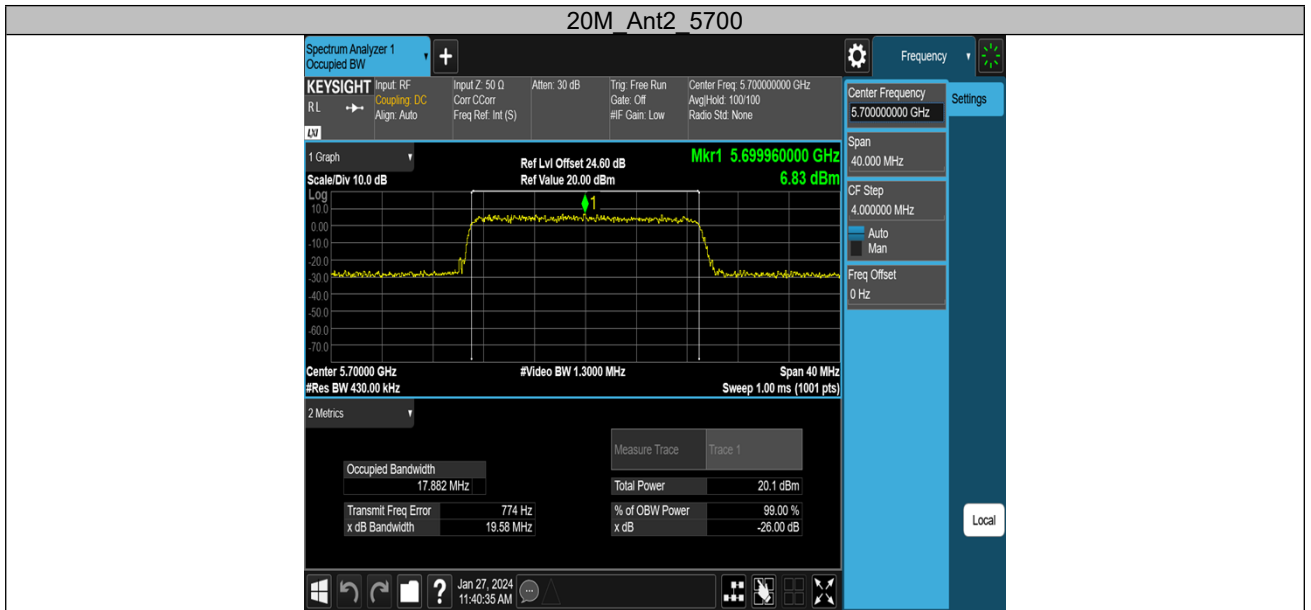 20M_Ant2_5700
Spectrum Analyzer 1
Occupied BW
+
Frequency
KEYSIGHT
R L
LXI
Input: RF
Coupling: DC
Align: Auto
Input Z: 50 Ω
Corr CCorr
Freq Ref: Int (S)
Atten: 30 dB
Trig: Free Run
Gate: Off
#IF Gain: Low
Center Freq: 5.700000000 GHz
Avg|Hold: 100/100
Radio Std: None
Center Frequency
5.700000000 GHz
Settings
Span
40.000 MHz
CF Step
4.000000 MHz
Auto
Man
Freq Offset
0 Hz
Local
1 Graph
Scale/Div 10.0 dB
Ref Lvl Offset 24.60 dB
Ref Value 20.00 dBm
Mkr1 5.699960000 GHz
6.83 dBm
Log
1
10.0
0.00
-10.0
-20.0
-30.0
-40.0
-50.0
-60.0
-70.0
Center 5.70000 GHz
#Video BW 1.3000 MHz
Span 40 MHz
#Res BW 430.00 kHz
Sweep 1.00 ms (1001 pts)
2 Metrics
Measure Trace Trace 1
Occupied Bandwidth
17.882 MHz
Total Power 20.1 dBm
Transmit Freq Error 774 Hz
% of OBW Power 99.00 %
x dB Bandwidth 19.58 MHz
x dB -26.00 dB
?
Jan 27, 2024
11:40:35 AM